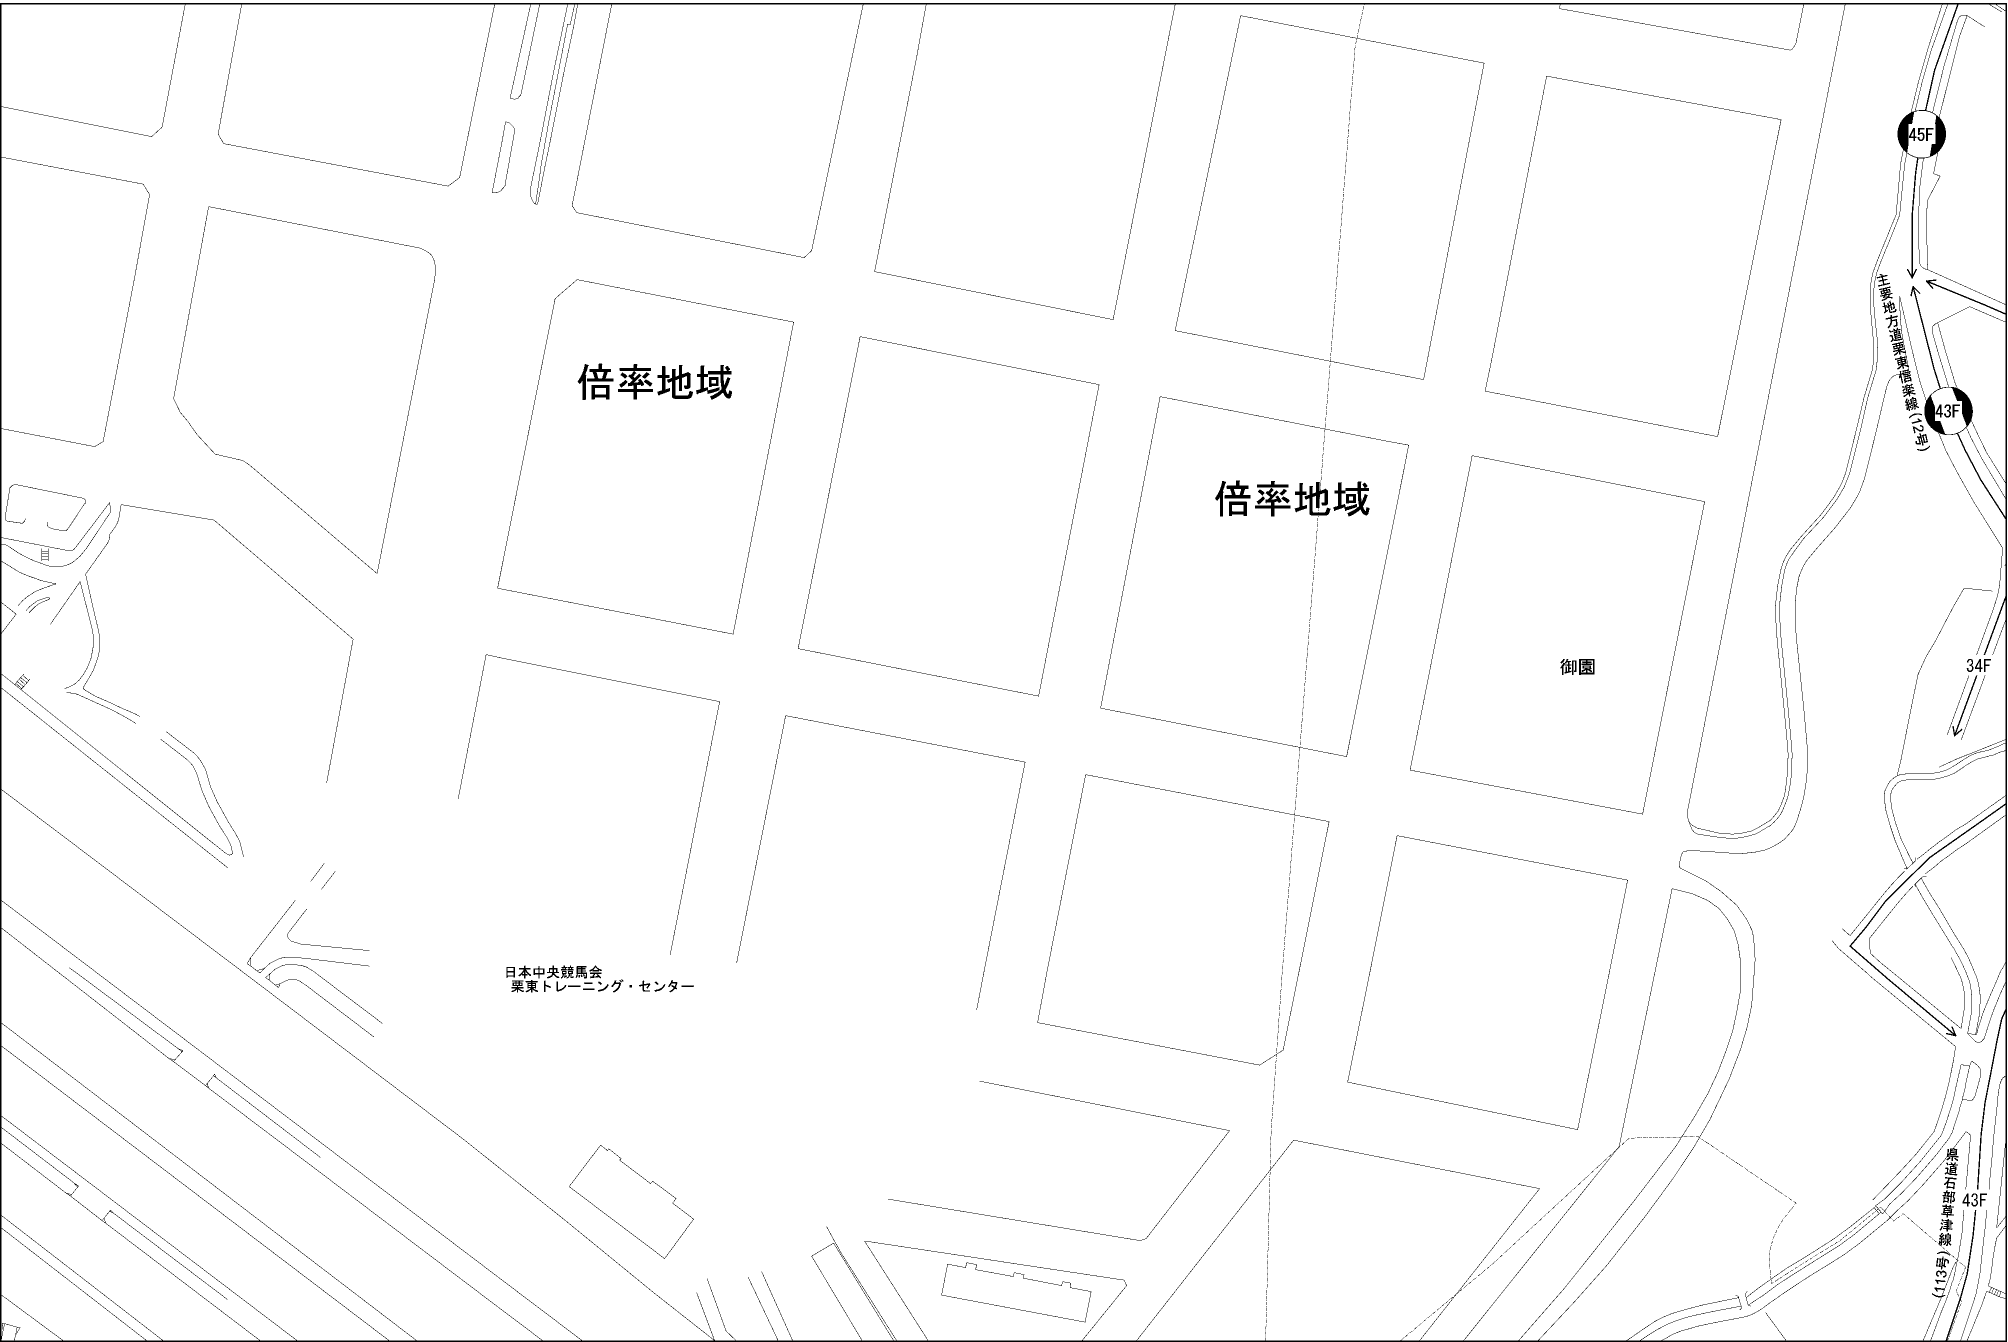 45F
主要地方道栗東信楽線(12号)
倍率地域
43F
倍率地域
御園
34F
日本中央競馬会
栗東トレーニング・センター
県道石部草津線(113号)
43F